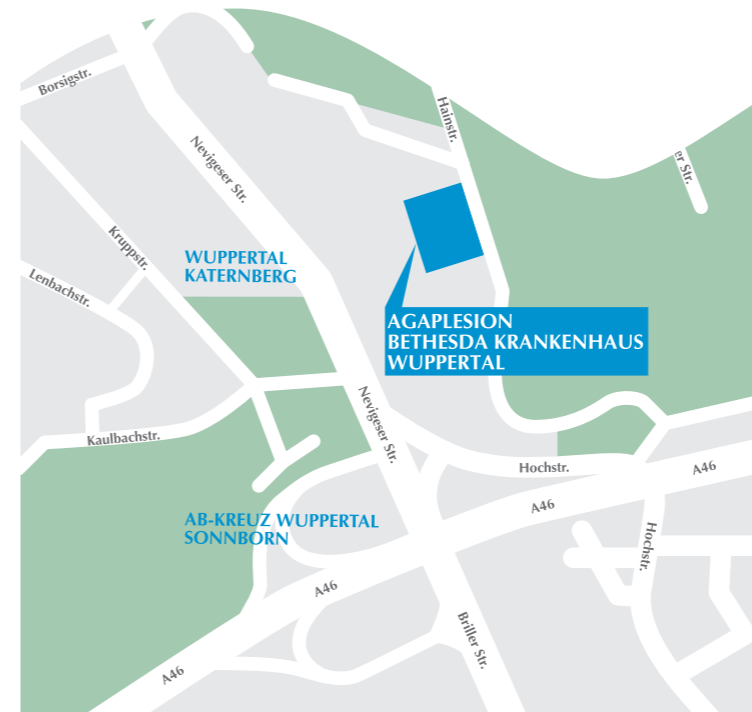 Borsigstr.
Hainstr.
Nevigeser Str.
er Str.
Kruppstr.
WUPPERTAL
KATERNBERG
Lenbachstr.
AGAPLESION
BETHESDA KRANKENHAUS
WUPPERTAL
Nevigeser Str.
Kaulbachstr.
Hochstr.
A46
A46
AB-KREUZ WUPPERTAL
SONNBORN
Hochstr.
A46
Briller Str.
A46